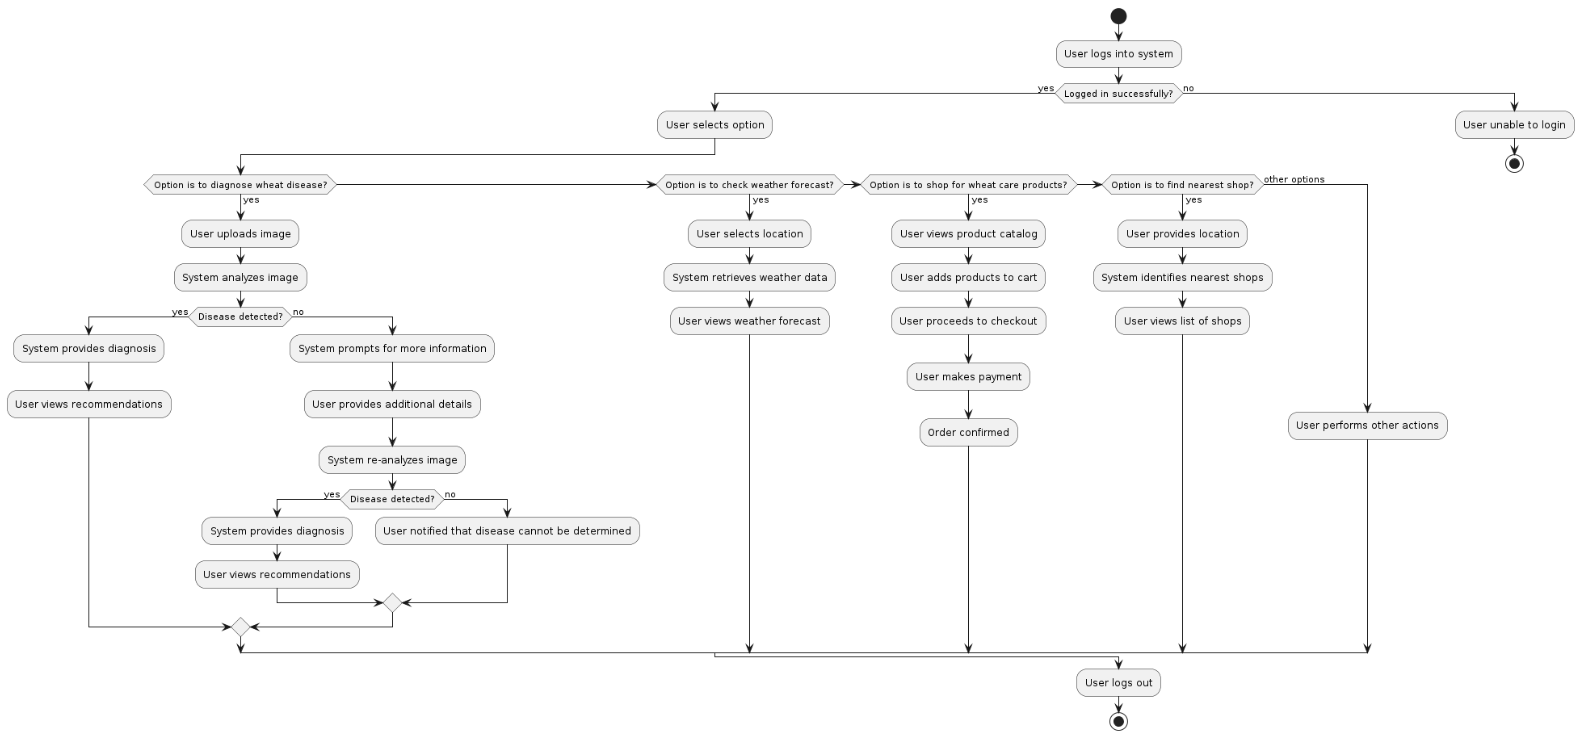 User logs into system
yes
Logged in successfully?
no
User selects option
User unable to login
Option is to diagnose wheat disease?
Option is to check weather forecast?
Option is to shop for wheat care products?
Option is to find nearest shop?
other options
yes
yes
yes
yes
User uploads image
User selects location
User views product catalog
User provides location
System analyzes image
System retrieves weather data
User adds products to cart
System identifies nearest shops
yes
Disease detected?
no
User views weather forecast
User proceeds to checkout
User views list of shops
System provides diagnosis
System prompts for more information
User makes payment
User views recommendations
User provides additional details
Order confirmed
User performs other actions
System re-analyzes image
yes
Disease detected?
no
System provides diagnosis
User notified that disease cannot be determined
User views recommendations
User logs out